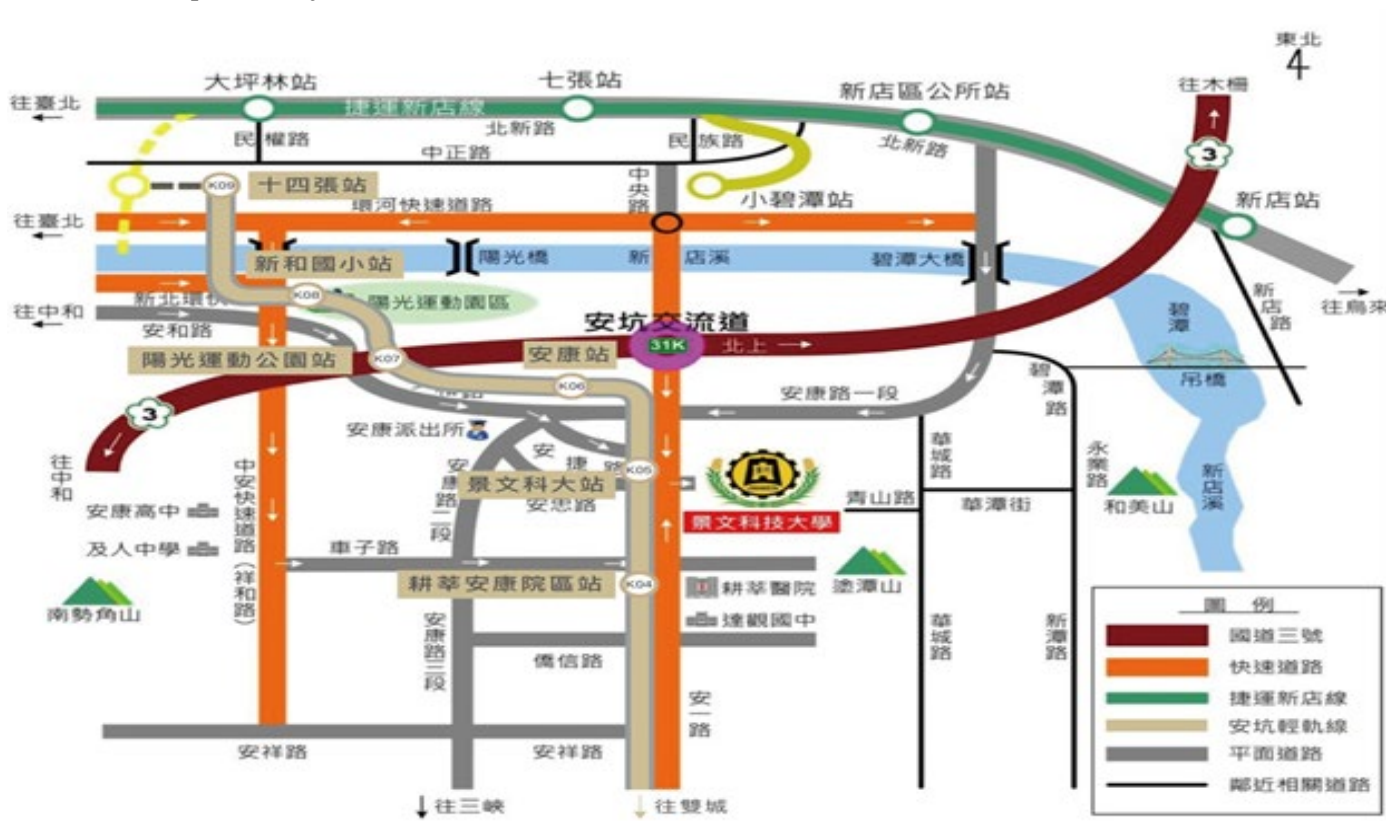 東北
4
往木柵
大坪林站
七張站
新店區公所站
往臺北
捷運新店線
北新路
北新路
3
民權路
民族路
中正路
K09
十四張站
中央路
小碧潭站
新店站
往臺北
環河快速道路
新和國小站
陽光橋
新店溪
碧潭大橋
新北環快
K08
陽光運動園區
碧潭
新店路
往烏來
往中和
安和路
安坑交流道
陽光運動公園站
K07
安康站
31K
北上
吊橋
K06
安康路一段
碧潭路
3
安康派出所
往中和
中安快速道路(祥和路)
安康路二段
安捷路
K05
景文科大站
安忠路
景文科技大學
華城路
青山路
華潭街
永業路
和美山
新店溪
安康高中
及人中學
車子路
南勢角山
耕莘安康院區站
K04
耕莘醫院
塗潭山
達觀國中
安康路三段
僑信路
華城路
新潭路
安一路
安祥路
安祥路
往三峽
往雙城
圖例
國道三號
快速道路
捷運新店線
安坑輕軌線
平面道路
鄰近相關道路